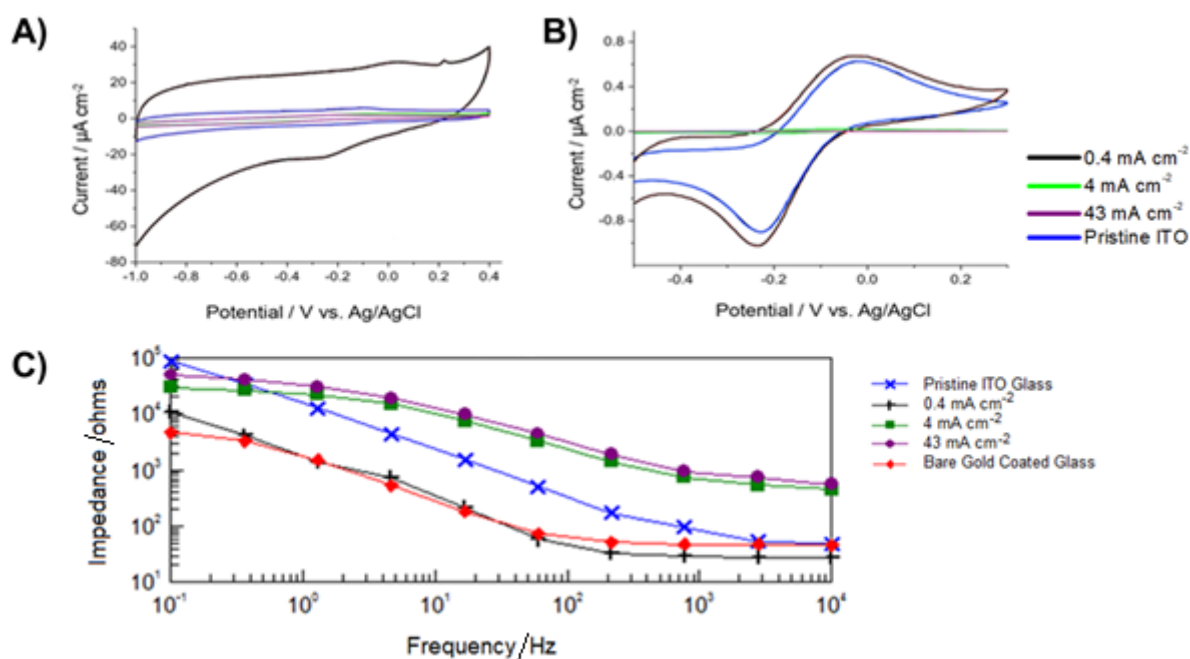 A)
40
20
0
-20
-40
-60
-80
-1.0 -0.8 -0.6 -0.4 -0.2 0.0 0.2 0.4
Current / µA cm⁻²
Potential / V vs. Ag/AgCl
B)
0.8
0.4
0.0
-0.4
-0.8
-0.4 -0.2 0.0 0.2
Current / µA cm⁻²
Potential / V vs. Ag/AgCl
0.4 mA cm⁻²
4 mA cm⁻²
43 mA cm⁻²
Pristine ITO
C)
10⁵
10⁴
10³
10²
10¹
10⁻¹ 10⁰ 10¹ 10² 10³ 10⁴
Impedance /ohms
Frequency/Hz
Pristine ITO Glass
0.4 mA cm⁻²
4 mA cm⁻²
43 mA cm⁻²
Bare Gold Coated Glass